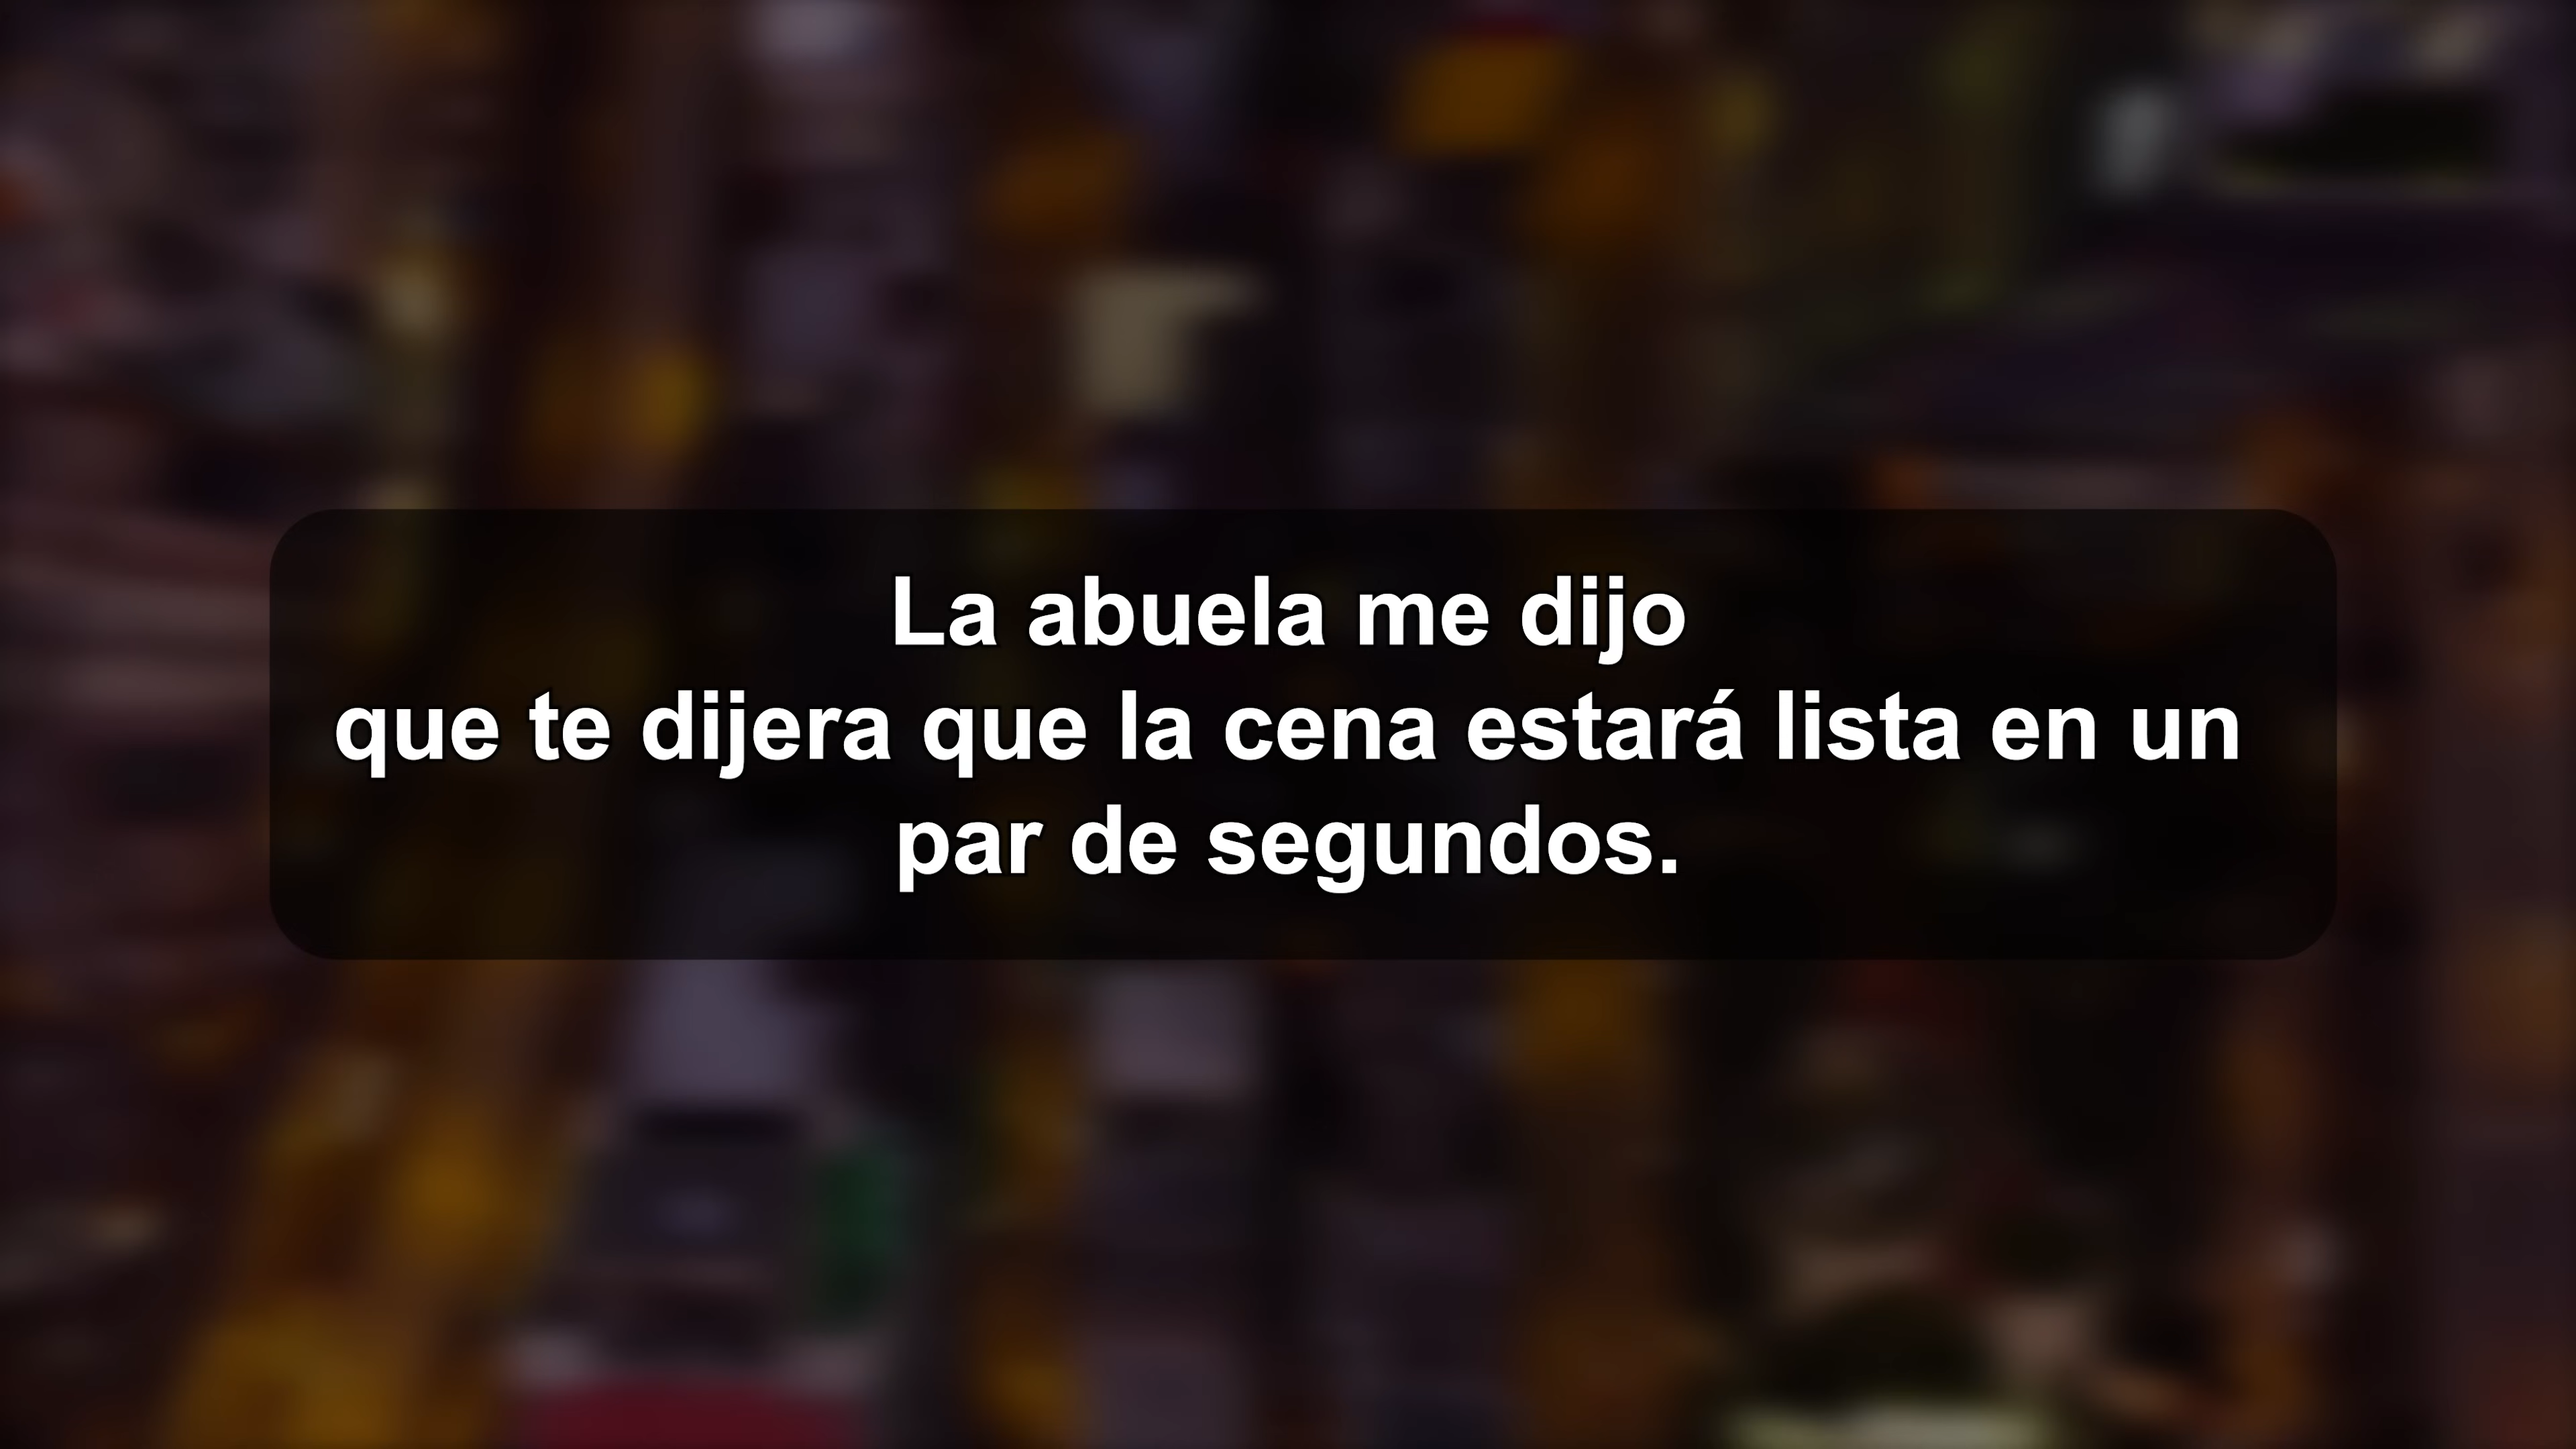 La abuela me dijo
que te dijera que la cena estará lista en un
par de segundos.